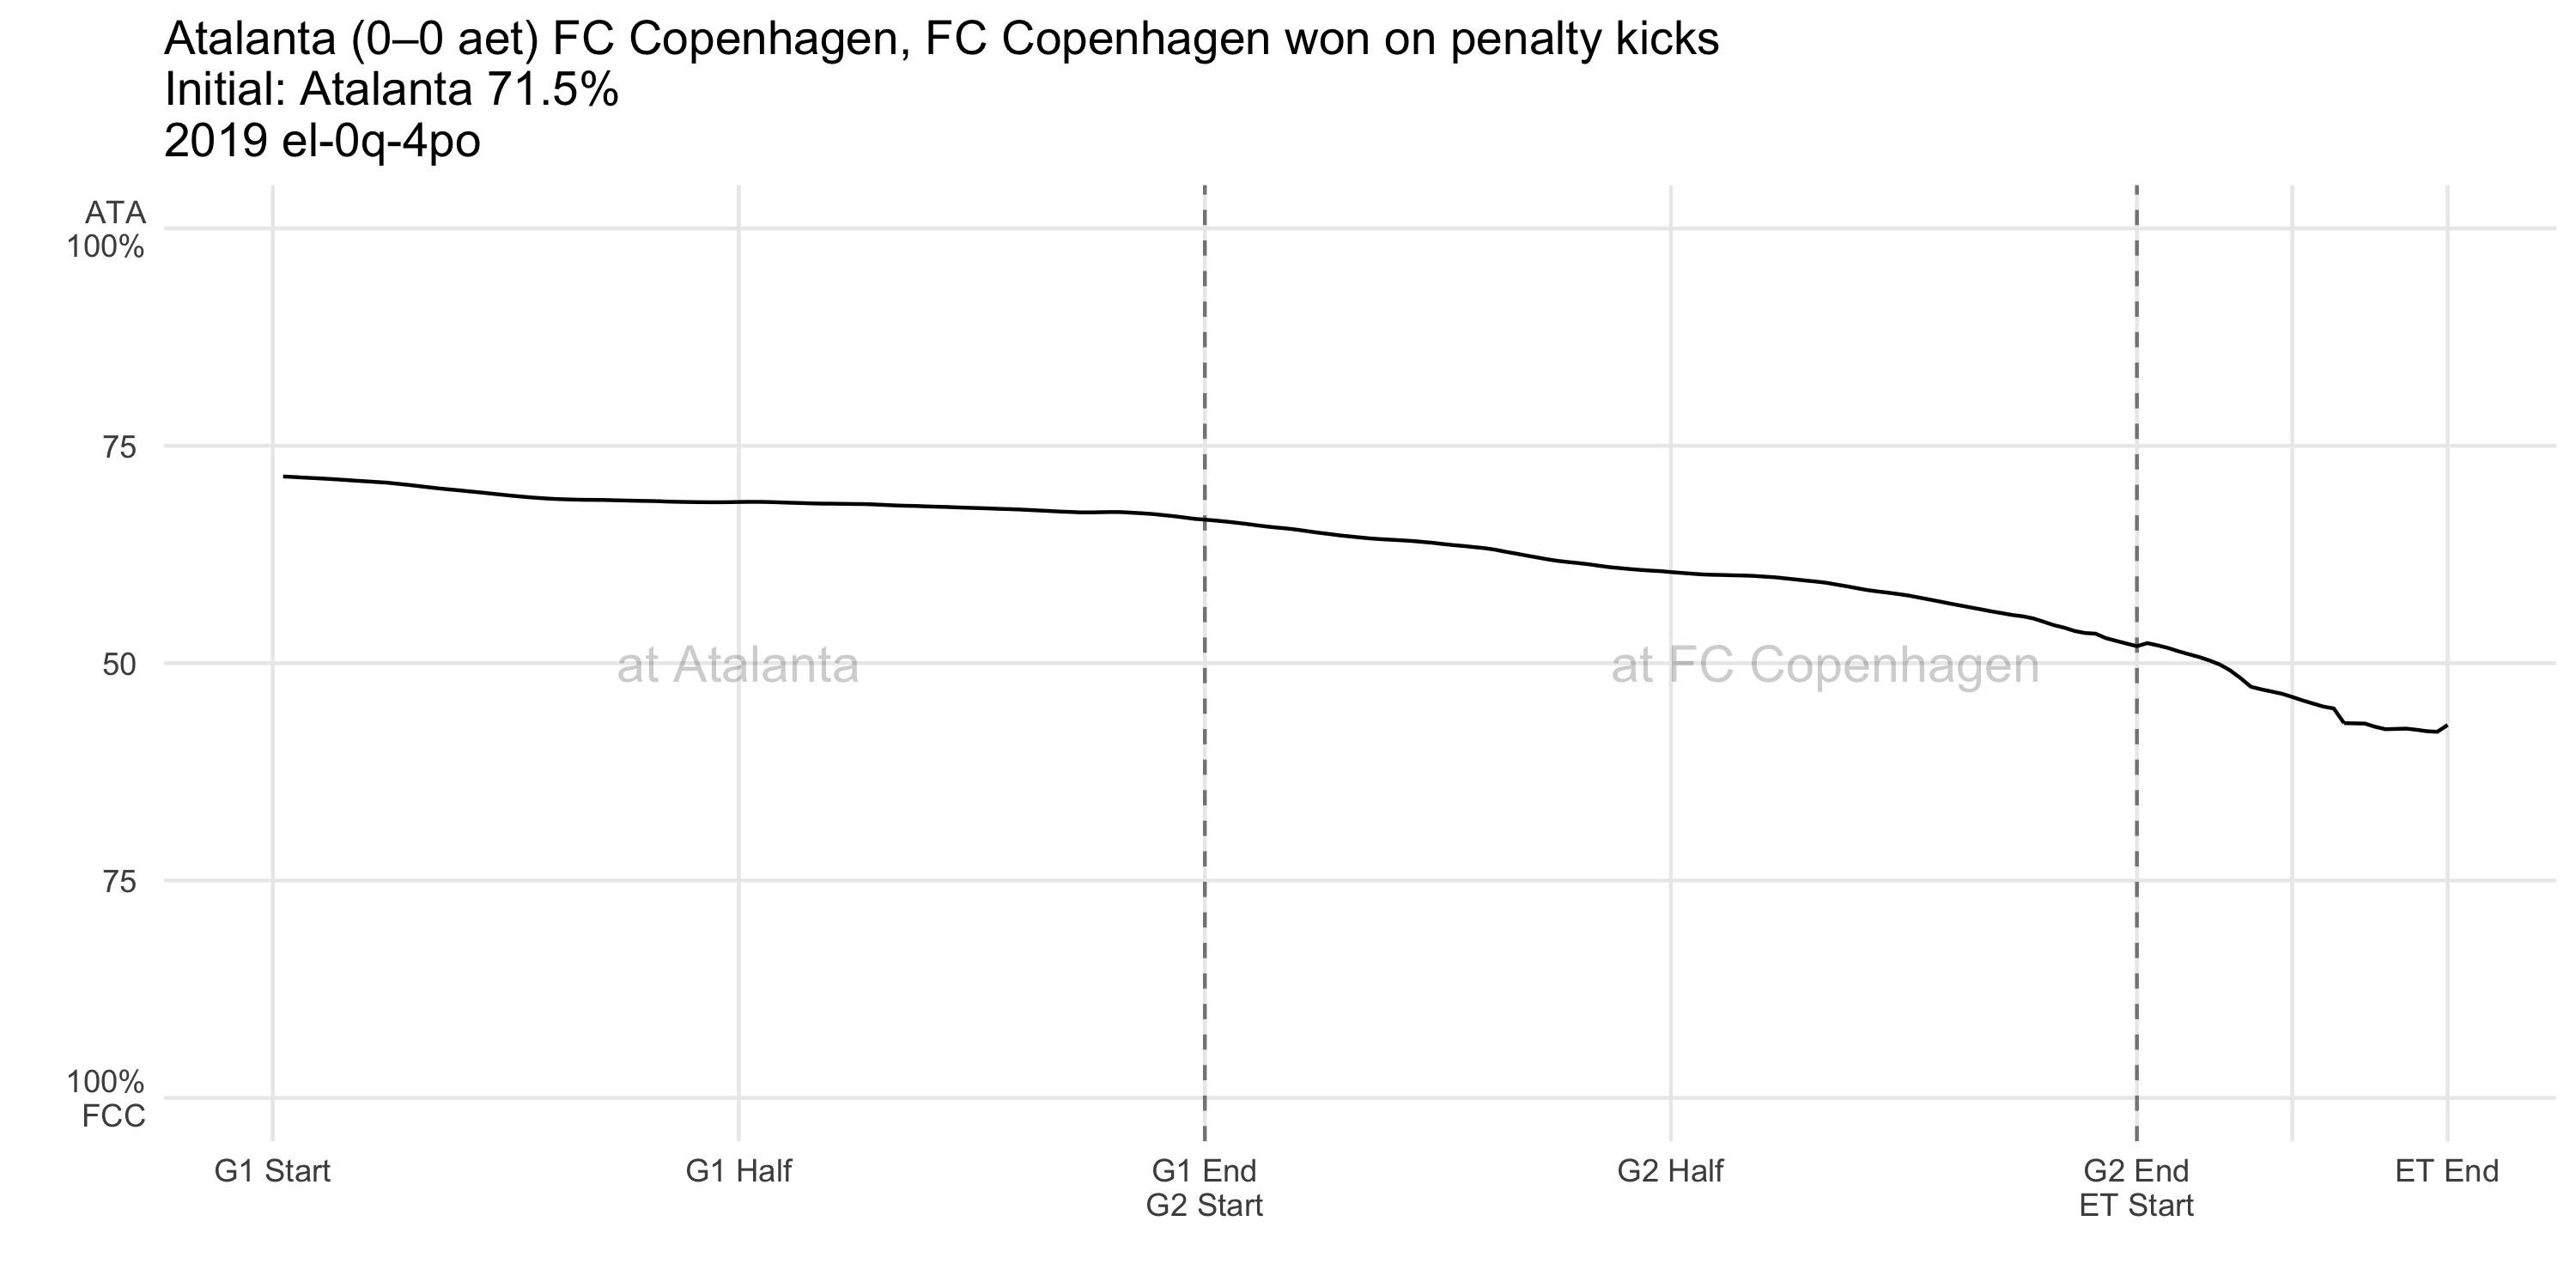 Atalanta (0–0 aet) FC Copenhagen, FC Copenhagen won on penalty kicks
Initial: Atalanta 71.5%
2019 el-0q-4po
ATA
100%
75
50
75
100%
FCC
at Atalanta
at FC Copenhagen
G1 Start
G1 Half
G1 End
G2 Start
G2 Half
G2 End
ET Start
ET End